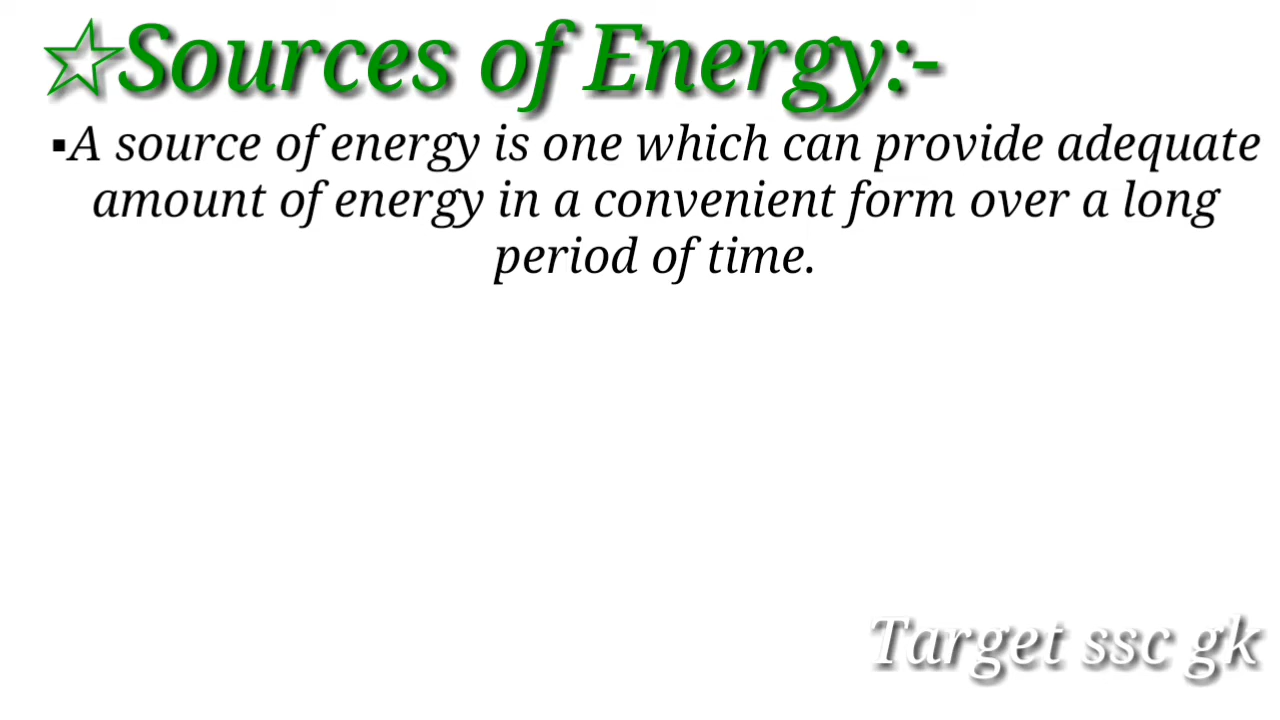 ☆Sources of Energy:-
▪A source of energy is one which can provide adequate
amount of energy in a convenient form over a long
period of time.
Target ssc gk